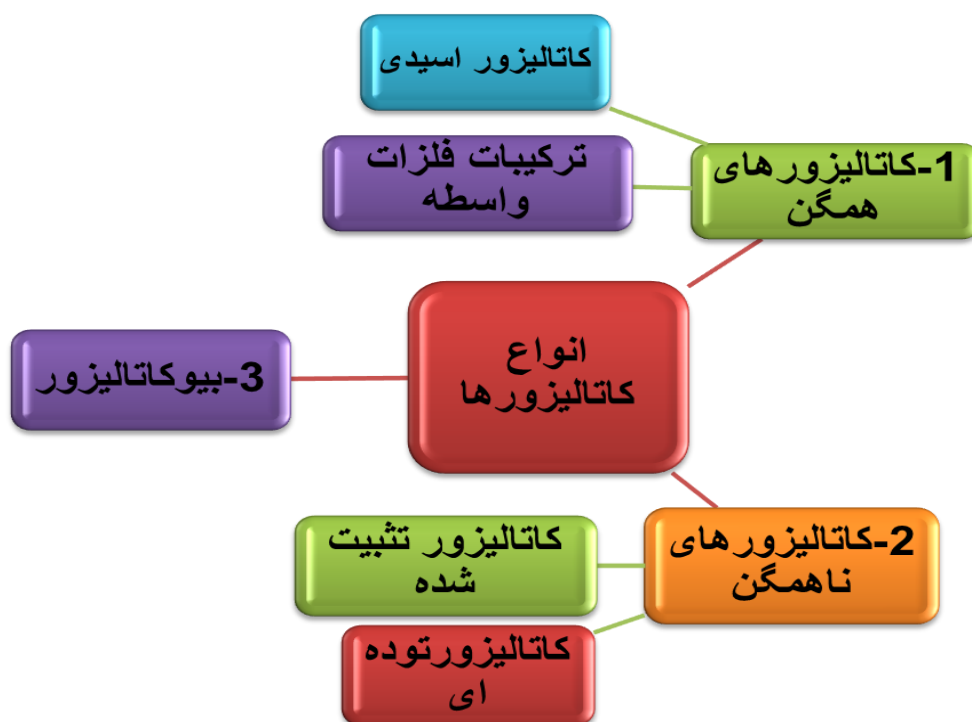 کاتالیزور اسیدی
1-کاتالیزورهای
همگن
ترکیبات فلزات
واسطه
انواع
کاتالیزورها
3-بیوکاتالیزور
2-کاتالیزورهای
ناهمگن
کاتالیزور تثبیت
شده
کاتالیزورتوده
ای